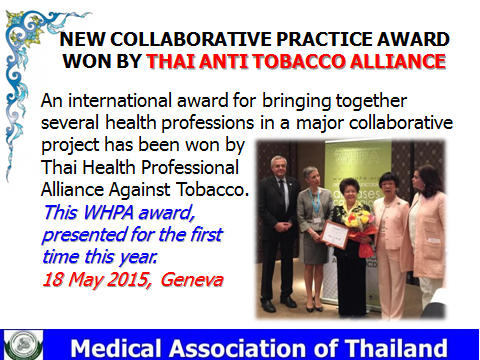 NEW COLLABORATIVE PRACTICE AWARD
WON BY THAI ANTI TOBACCO ALLIANCE
An international award for bringing together
several health professions in a major collaborative
project has been won by
Thai Health Professional
Alliance Against Tobacco.
This WHPA award,
presented for the first
time this year.
18 May 2015, Geneva
Medical Association of Thailand